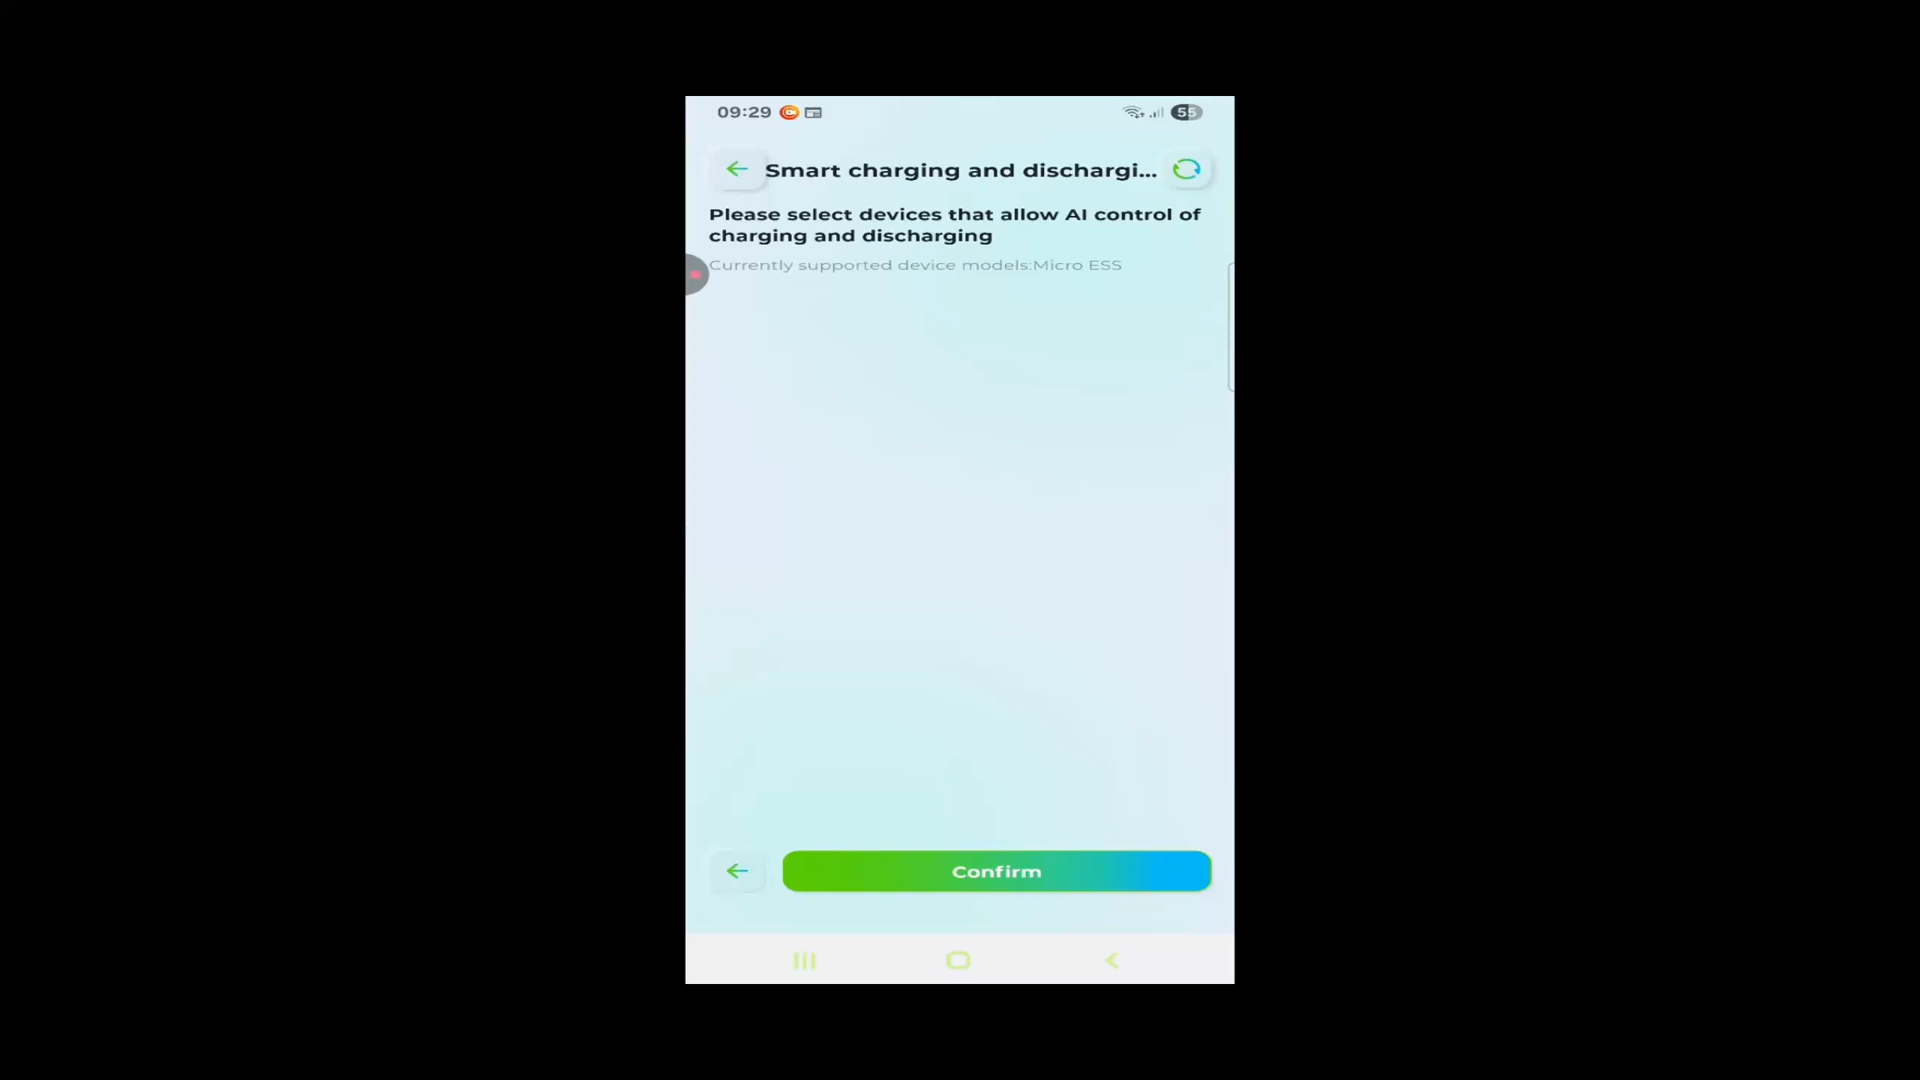 09:29
55
Smart charging and dischargi...
Please select devices that allow AI control of
charging and discharging
Currently supported device models:Micro ESS
Confirm